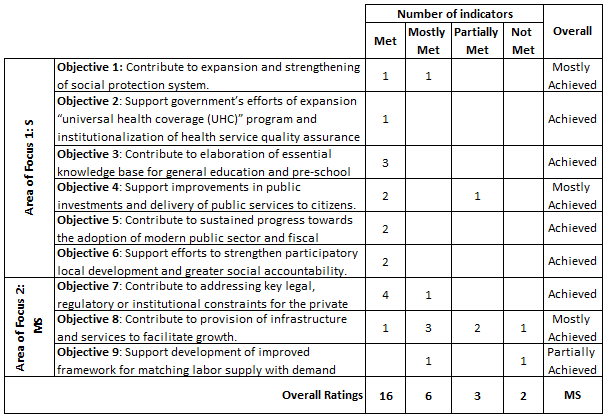 Number of indicators
Met Mostly Met Partially Met Not Met Overall
Area of Focus 1: S
Objective 1: Contribute to expansion and strengthening
of social protection system.
1 1 Mostly Achieved
Objective 2: Support government's efforts of expansion
"universal health coverage (UHC)" program and
institutionalization of health service quality assurance
1 Achieved
Objective 3: Contribute to elaboration of essential
knowledge base for general education and pre-school
3 Achieved
Objective 4: Support improvements in public
investments and delivery of public services to citizens.
2 1 Mostly Achieved
Objective 5: Contribute to sustained progress towards
the adoption of modern public sector and fiscal
2 Achieved
Objective 6: Support efforts to strengthen participatory
local development and greater social accountability.
2 Achieved
Area of Focus 2:
MS
Objective 7: Contribute to addressing key legal,
regulatory or institutional constraints for the private
4 1 Achieved
Objective 8: Contribute to provision of infrastructure
and services to facilitate growth.
1 3 2 1 Mostly Achieved
Objective 9: Support development of improved
framework for matching labor supply with demand
1 1 Partially Achieved
Overall Ratings 16 6 3 2 MS